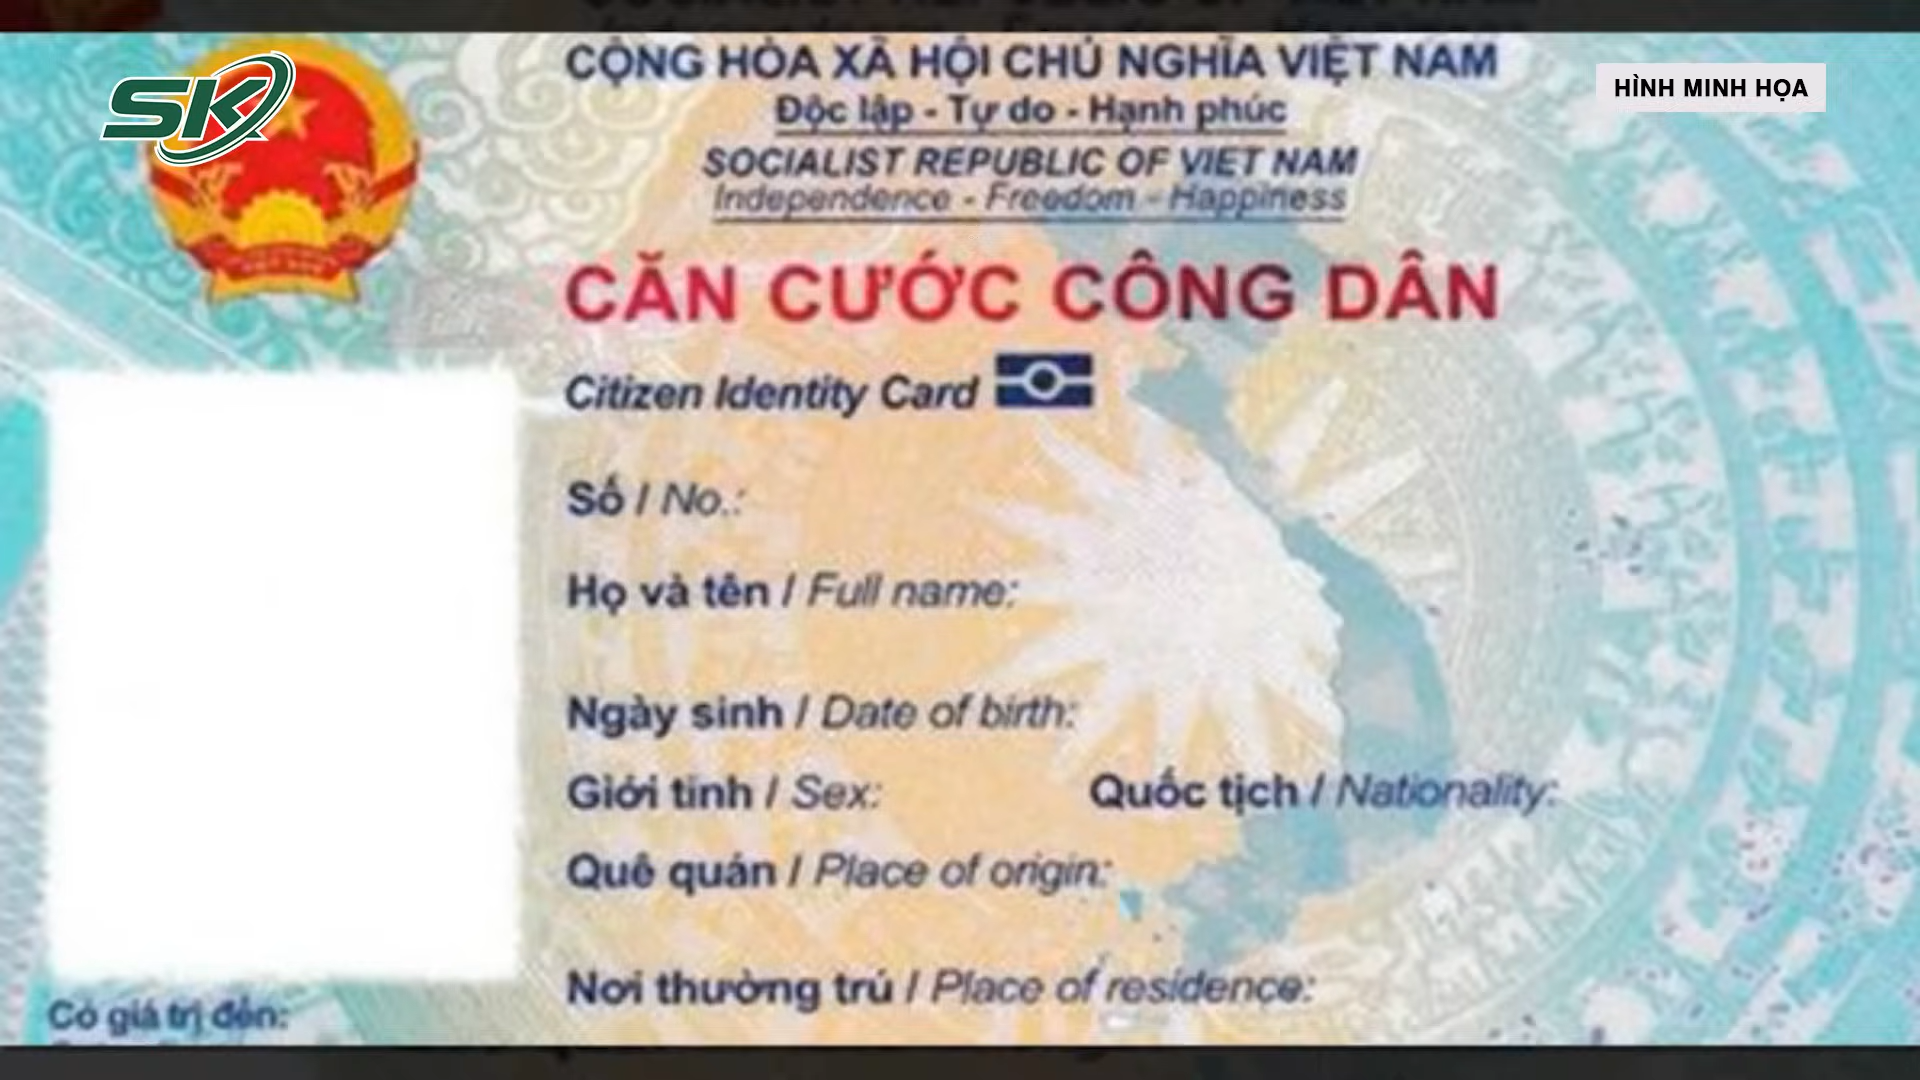 SK
HÌNH MINH HỌA
CỘNG HÒA XÃ HỘI CHỦ NGHĨA VIỆT NAM
Độc lập - Tự do - Hạnh phúc
SOCIALIST REPUBLIC OF VIET NAM
Independence - Freedom - Happiness
CĂN CƯỚC CÔNG DÂN
Citizen Identity Card
Số / No.:
Họ và tên / Full name:
Ngày sinh / Date of birth:
Giới tính / Sex: Quốc tịch / Nationality:
Quê quán / Place of origin:
Nơi thường trú / Place of residence:
Có giá trị đến: